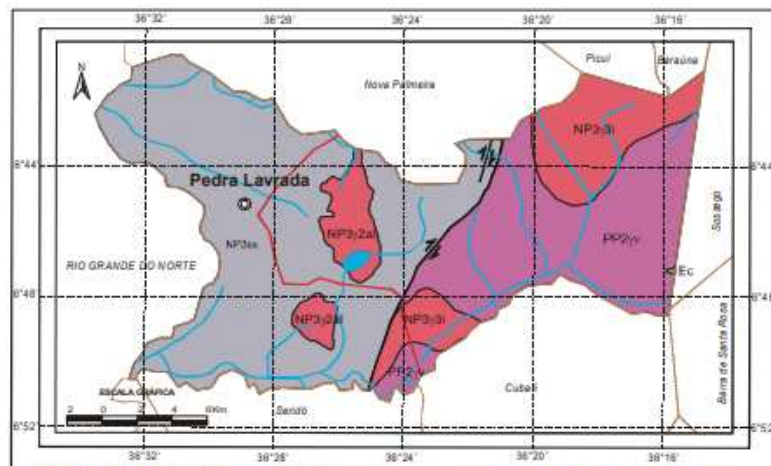 36°32' 36°28' 36°24' 36°20' 36°16'
N
Nova Palmeira
Picuí
Baraúna
NP3γ3i
6°44'
6°44'
Pedra Lavrada
NP3γ2al
NP3ss
PP2γv
Sossego
RIO GRANDE DO NORTE
Ec
6°48'
6°48'
NP3γ2al
NP3γ3i
PP2γv
Cubati
Barra de Santa Rosa
ESCALA GRÁFICA
2 0 2 4 6Km
Seridó
6°52'
6°52'
36°32' 36°28' 36°24' 36°20' 36°16'